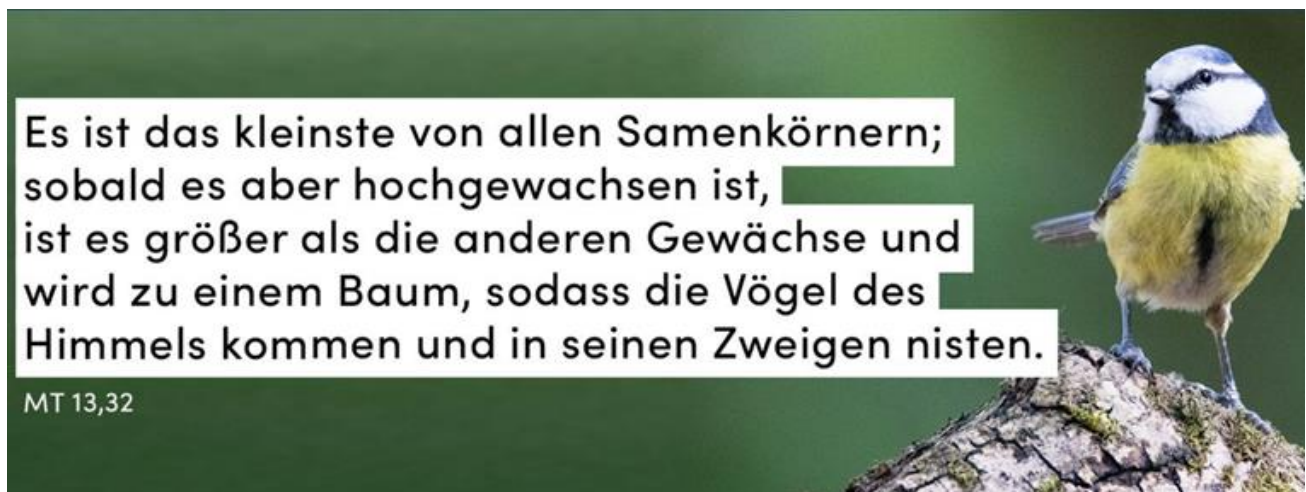 Es ist das kleinste von allen Samenkörnern;
sobald es aber hochgewachsen ist,
ist es größer als die anderen Gewächse und
wird zu einem Baum, sodass die Vögel des
Himmels kommen und in seinen Zweigen nisten.
MT 13,32